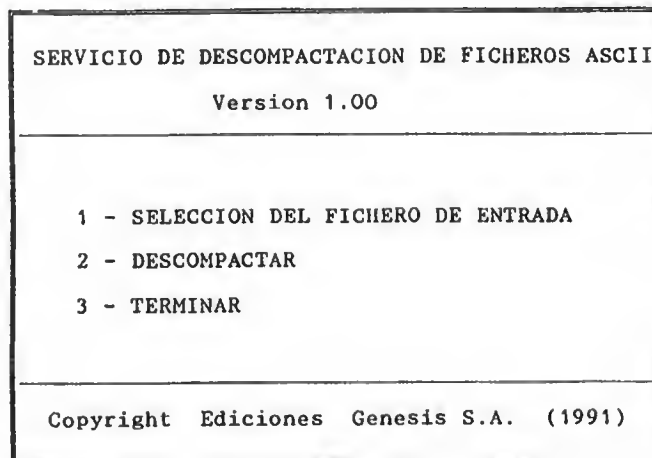 SERVICIO DE DESCOMPACTACION DE FICHEROS ASCII
Version 1.00
1 - SELECCION DEL FICHERO DE ENTRADA
2 - DESCOMPACTAR
3 - TERMINAR
Copyright Ediciones Genesis S.A. (1991)